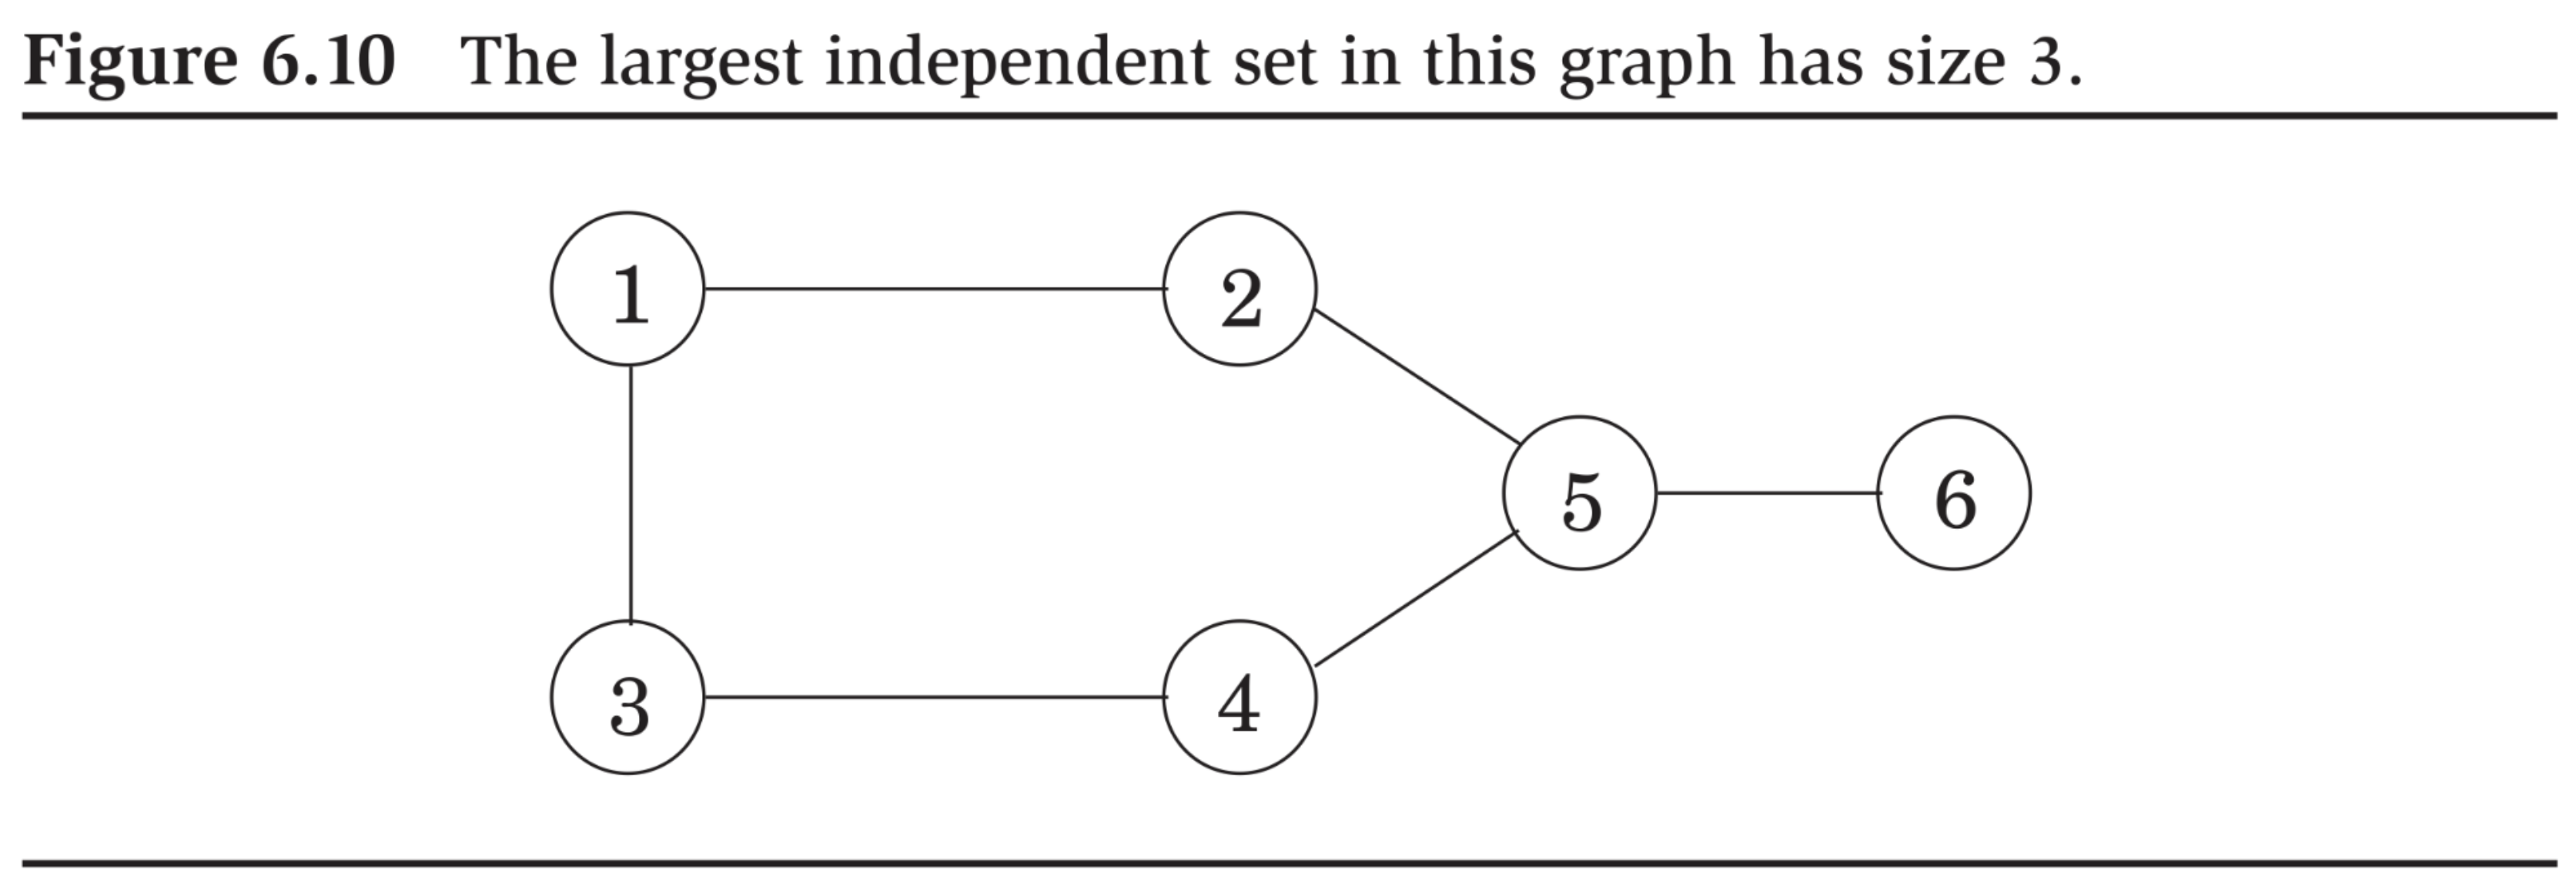 Figure 6.10 The largest independent set in this graph has size 3.
1 2
5 6
3 4